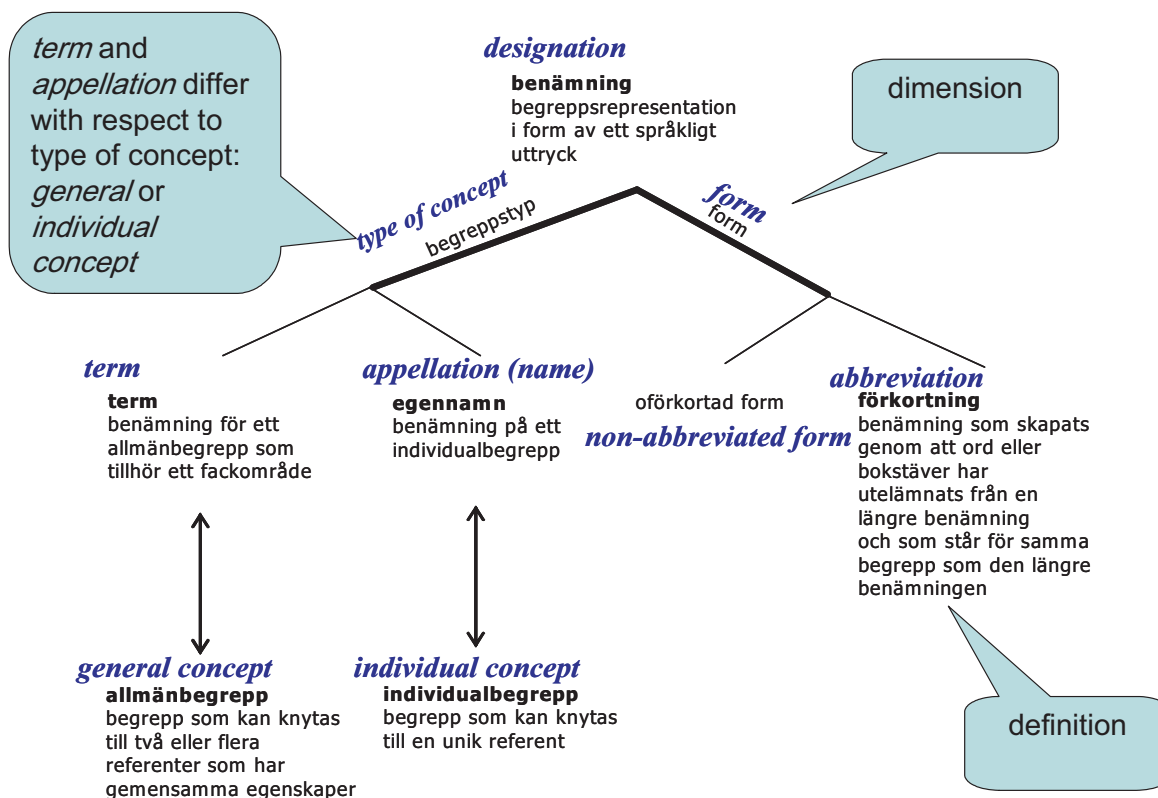 term and
appellation differ
with respect to
type of concept:
general or
individual
concept
designation
benämning
begreppsrepresentation
i form av ett språkligt
uttryck
dimension
type of concept
begreppstyp
form
form
term
term
benämning för ett
allmänbegrepp som
tillhör ett fackområde
appellation (name)
egennamn
benämning på ett
individualbegrepp
oförkortad form
non-abbreviated form
abbreviation
förkortning
benämning som skapats
genom att ord eller
bokstäver har
utelämnats från en
längre benämning
och som står för samma
begrepp som den längre
benämningen
general concept
allmänbegrepp
begrepp som kan knytas
till två eller flera
referenter som har
gemensamma egenskaper
individual concept
individualbegrepp
begrepp som kan knytas
till en unik referent
definition